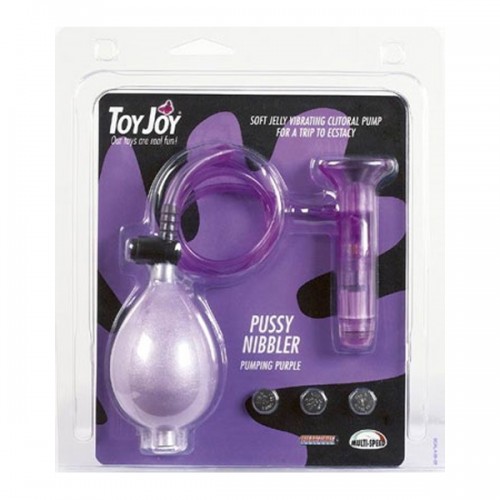 TOYJOY
Our toys are real fun!
SOFT JELLY VIBRATING CLITORAL PUMP
FOR A TRIP TO ECSTACY
PUSSY
NIBBLER
PUMPING PURPLE
MULTI-SPEED